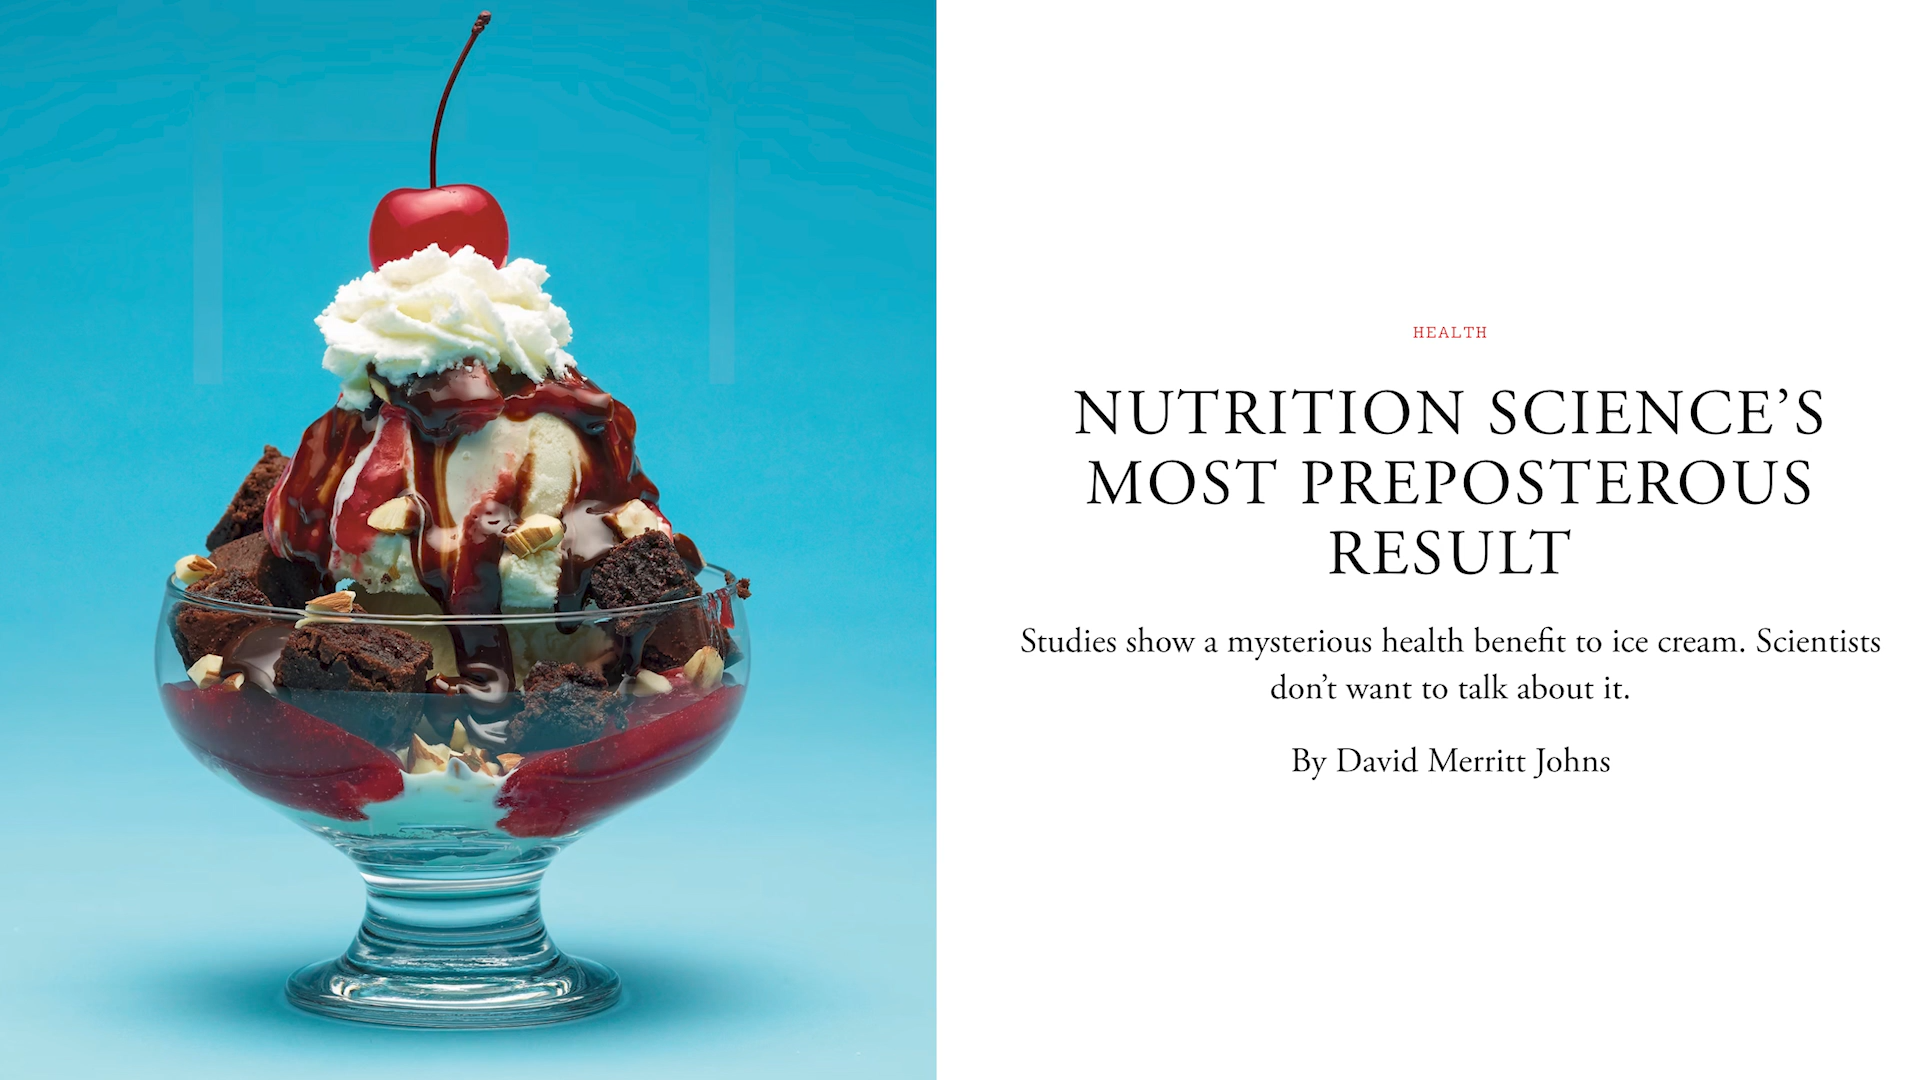 HEALTH
NUTRITION SCIENCE’S
MOST PREPOSTEROUS
RESULT
Studies show a mysterious health benefit to ice cream. Scientists
don’t want to talk about it.
By David Merritt Johns